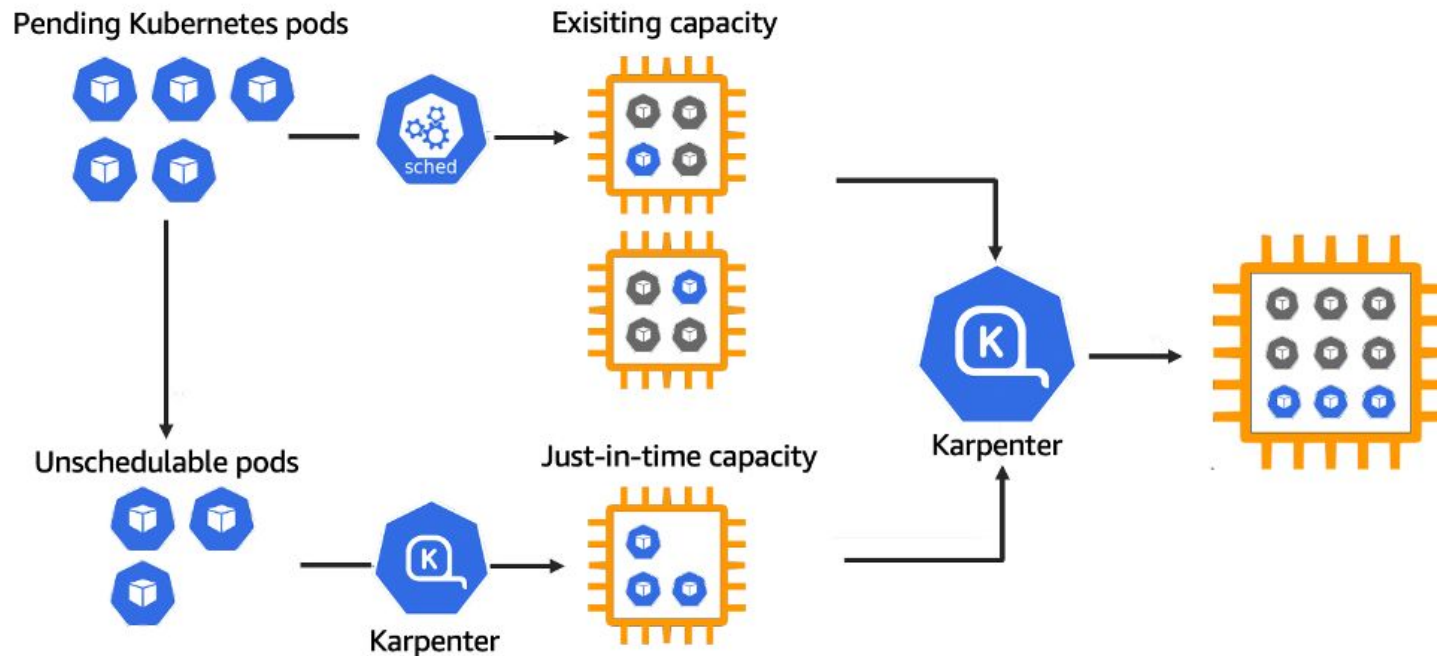 Pending Kubernetes pods
Exisiting capacity
sched
K
Karpenter
Unschedulable pods
Just-in-time capacity
K
Karpenter